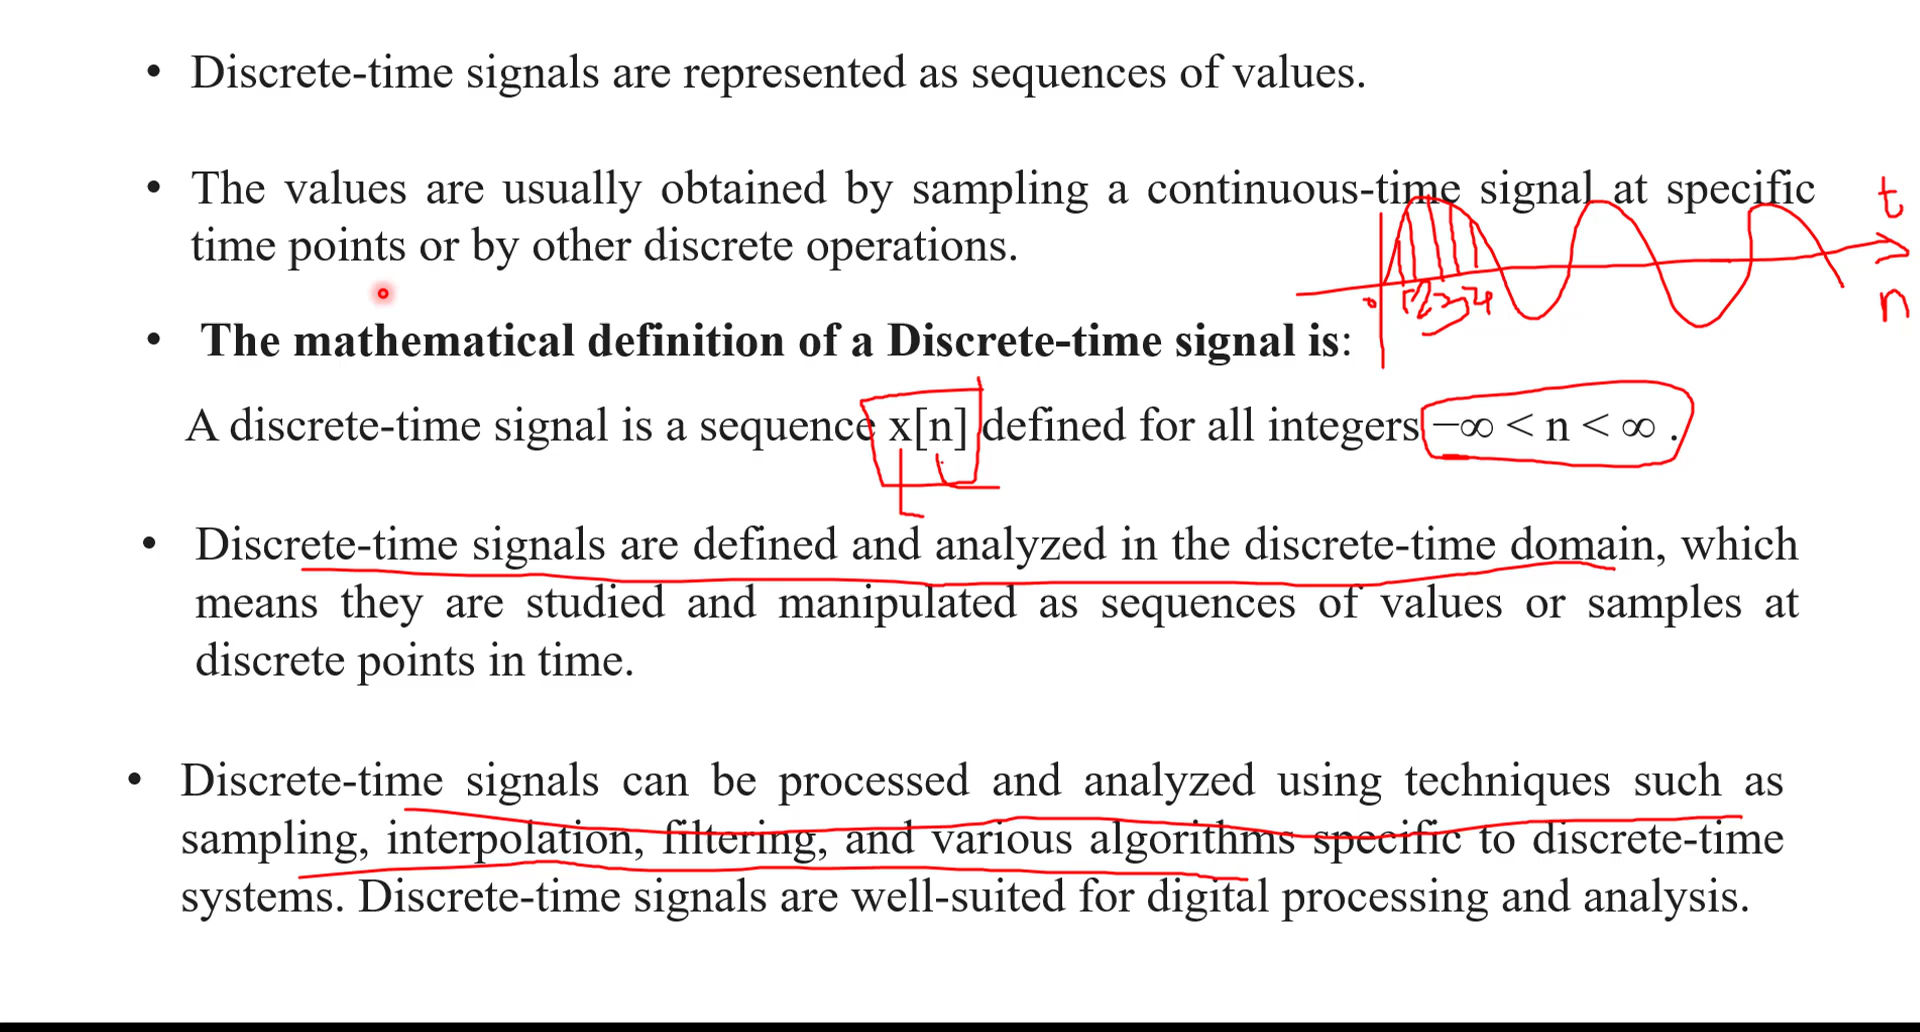 • Discrete-time signals are represented as sequences of values.
• The values are usually obtained by sampling a continuous-time signal at specific
time points or by other discrete operations.
t
n
0 1 2 3 4
• The mathematical definition of a Discrete-time signal is:
A discrete-time signal is a sequence x[n] defined for all integers −∞ < n < ∞ .
• Discrete-time signals are defined and analyzed in the discrete-time domain, which
means they are studied and manipulated as sequences of values or samples at
discrete points in time.
• Discrete-time signals can be processed and analyzed using techniques such as
sampling, interpolation, filtering, and various algorithms specific to discrete-time
systems. Discrete-time signals are well-suited for digital processing and analysis.